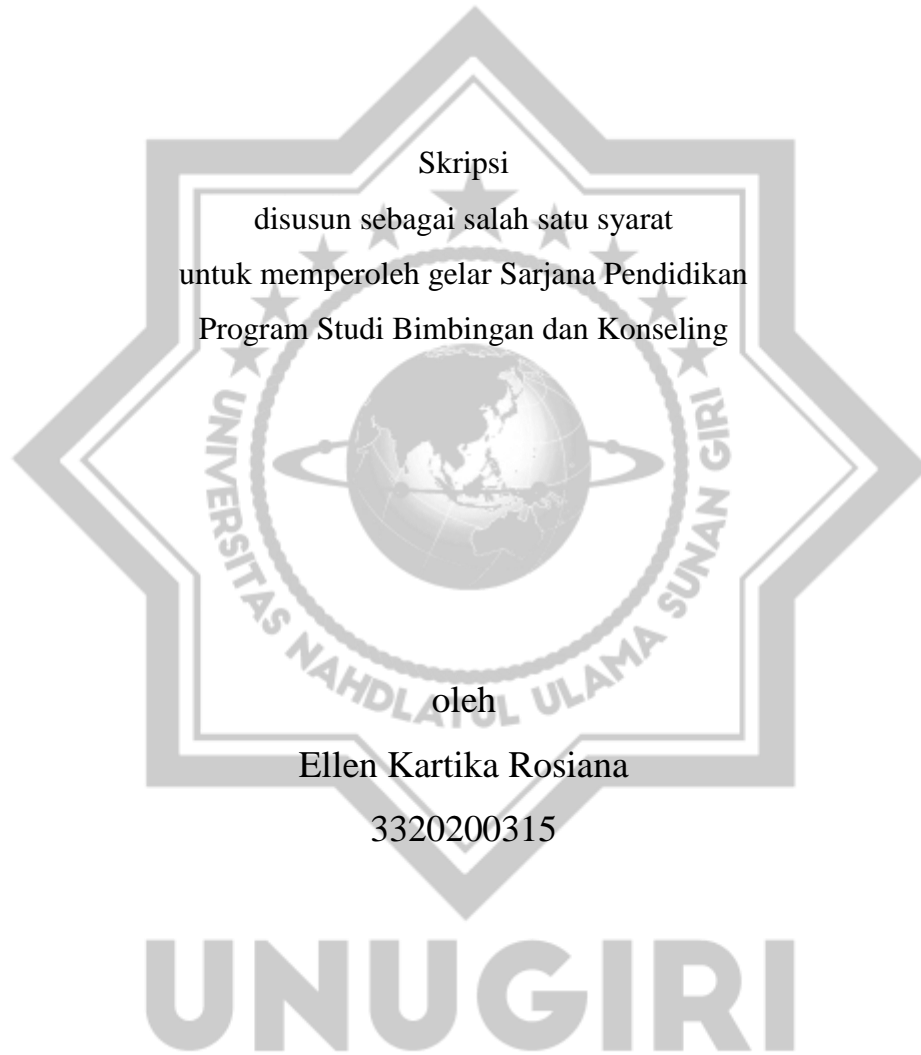 Skripsi
disusun sebagai salah satu syarat
untuk memperoleh gelar Sarjana Pendidikan
Program Studi Bimbingan dan Konseling
UNIVERSITAS NAHDLATUL ULAMA SUNAN GIRI
oleh
Ellen Kartika Rosiana
3320200315
UNUGIRI